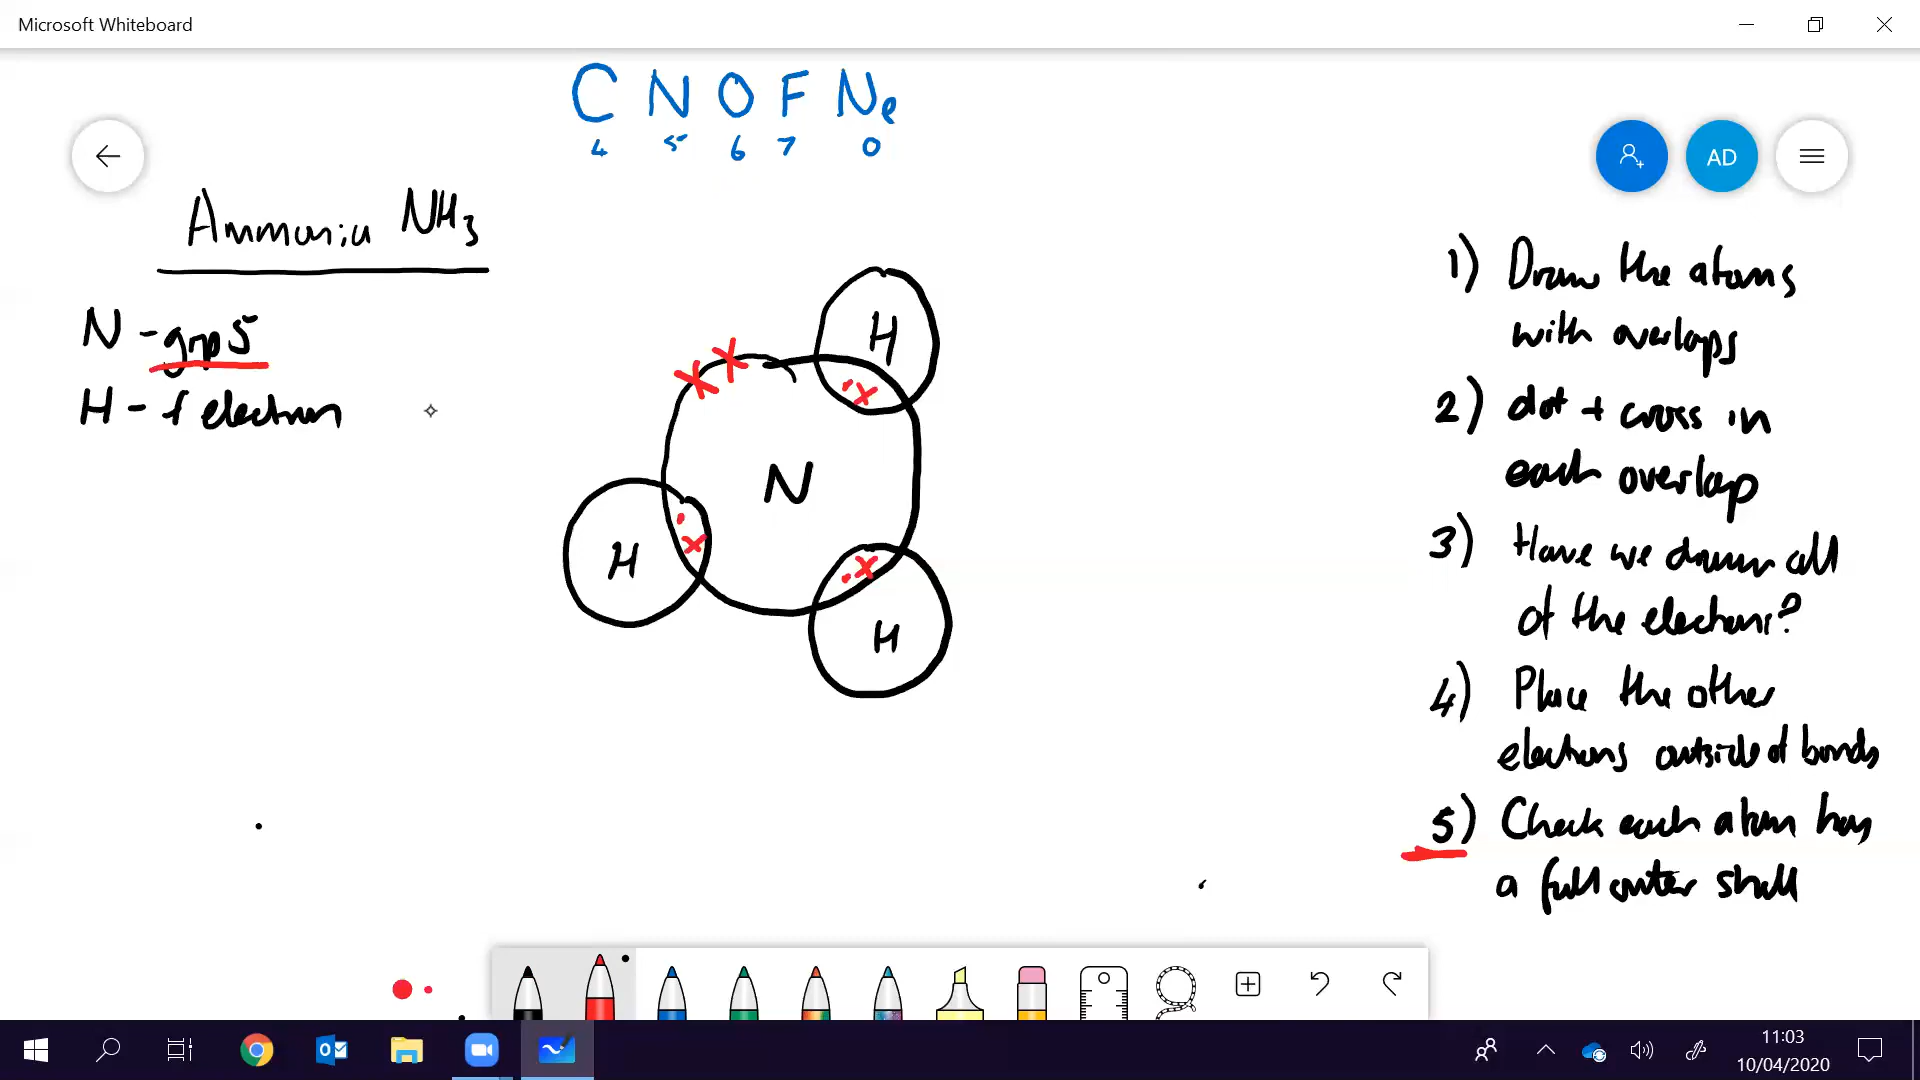 Microsoft Whiteboard
C N O F Ne
4 5 6 7 0
AD
Ammonia NH3
N - grp 5
H - 1 electron
H
N
H
H
1) Draw the atoms
with overlaps
2) dot + cross in
each overlap
3) Have we drawn all
of the electrons?
4) Place the other
electrons outside of bonds
5) Check each atom has
a full outer shell
11:03
10/04/2020